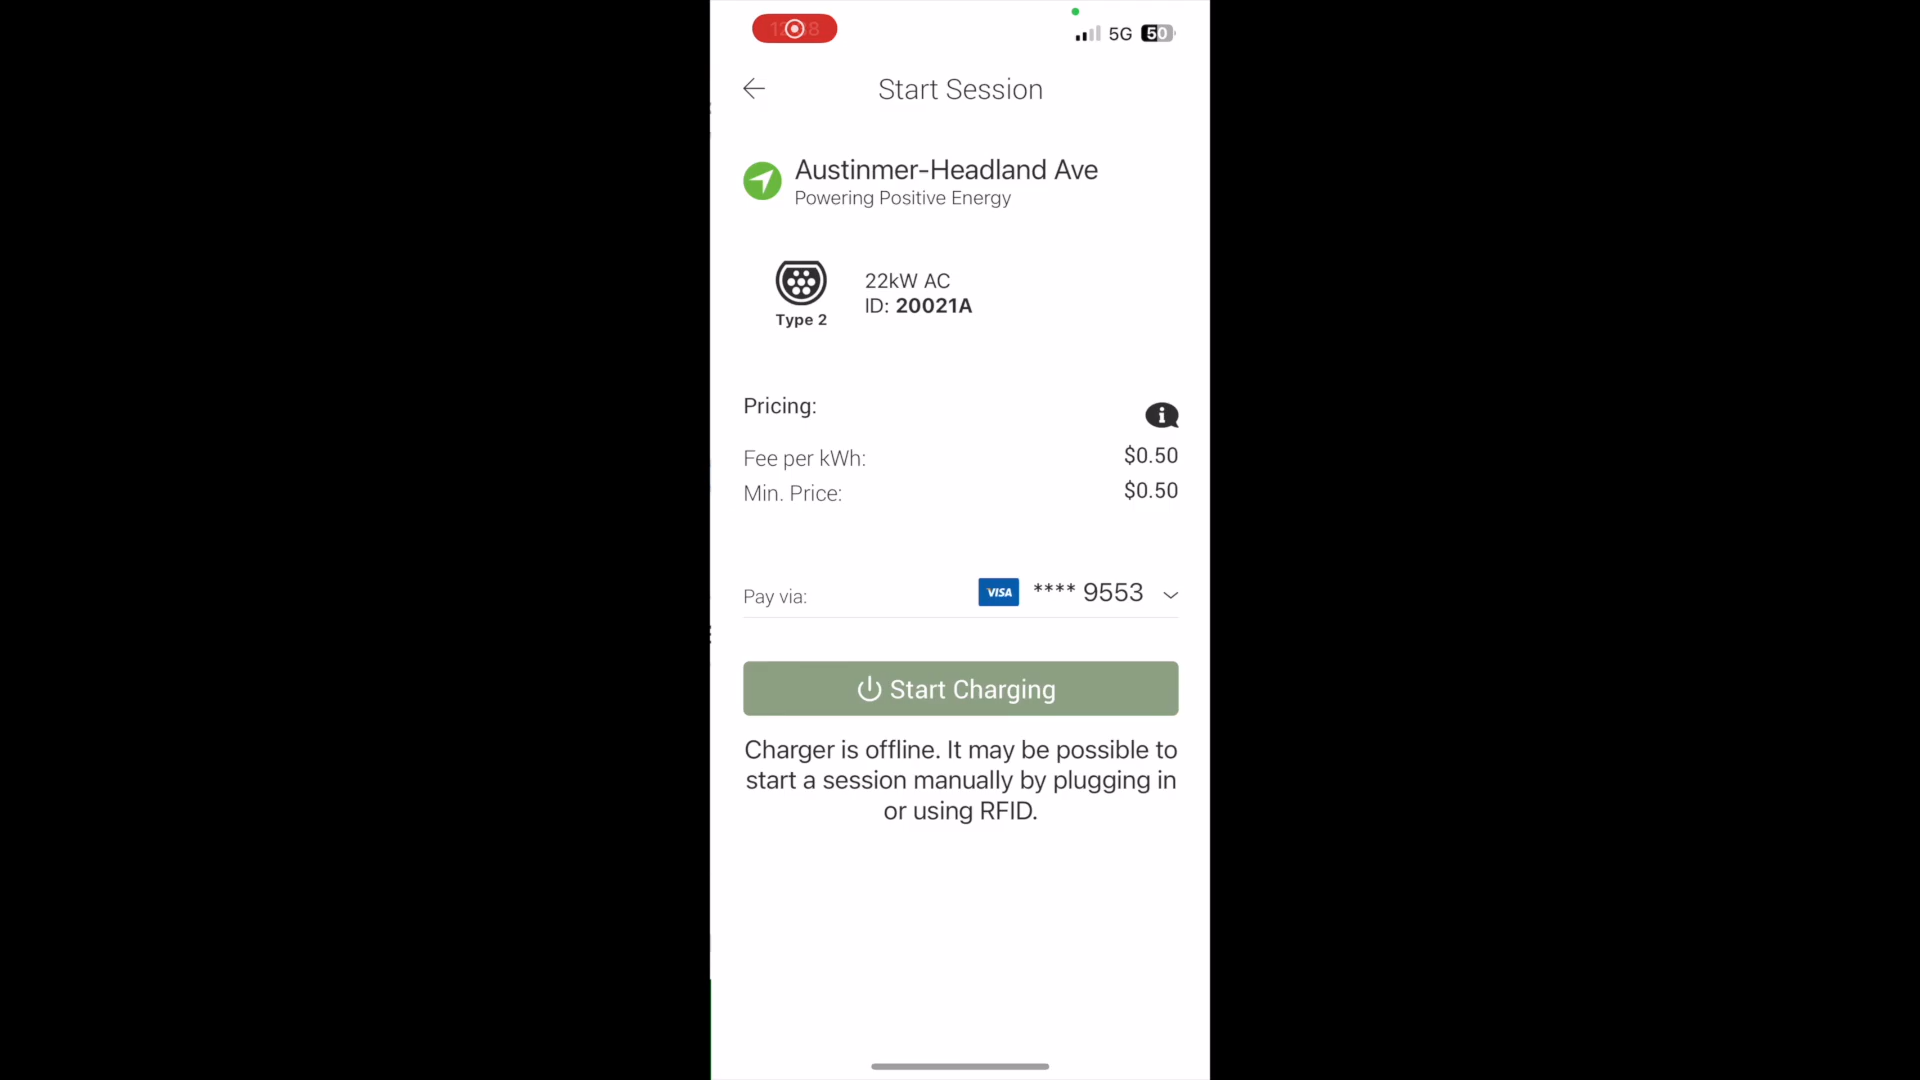 5G 50
Start Session
Austinmer-Headland Ave
Powering Positive Energy
22kW AC
ID: 20021A
Type 2
Pricing:
Fee per kWh: $0.50
Min. Price: $0.50
Pay via: VISA **** 9553
Start Charging
Charger is offline. It may be possible to
start a session manually by plugging in
or using RFID.